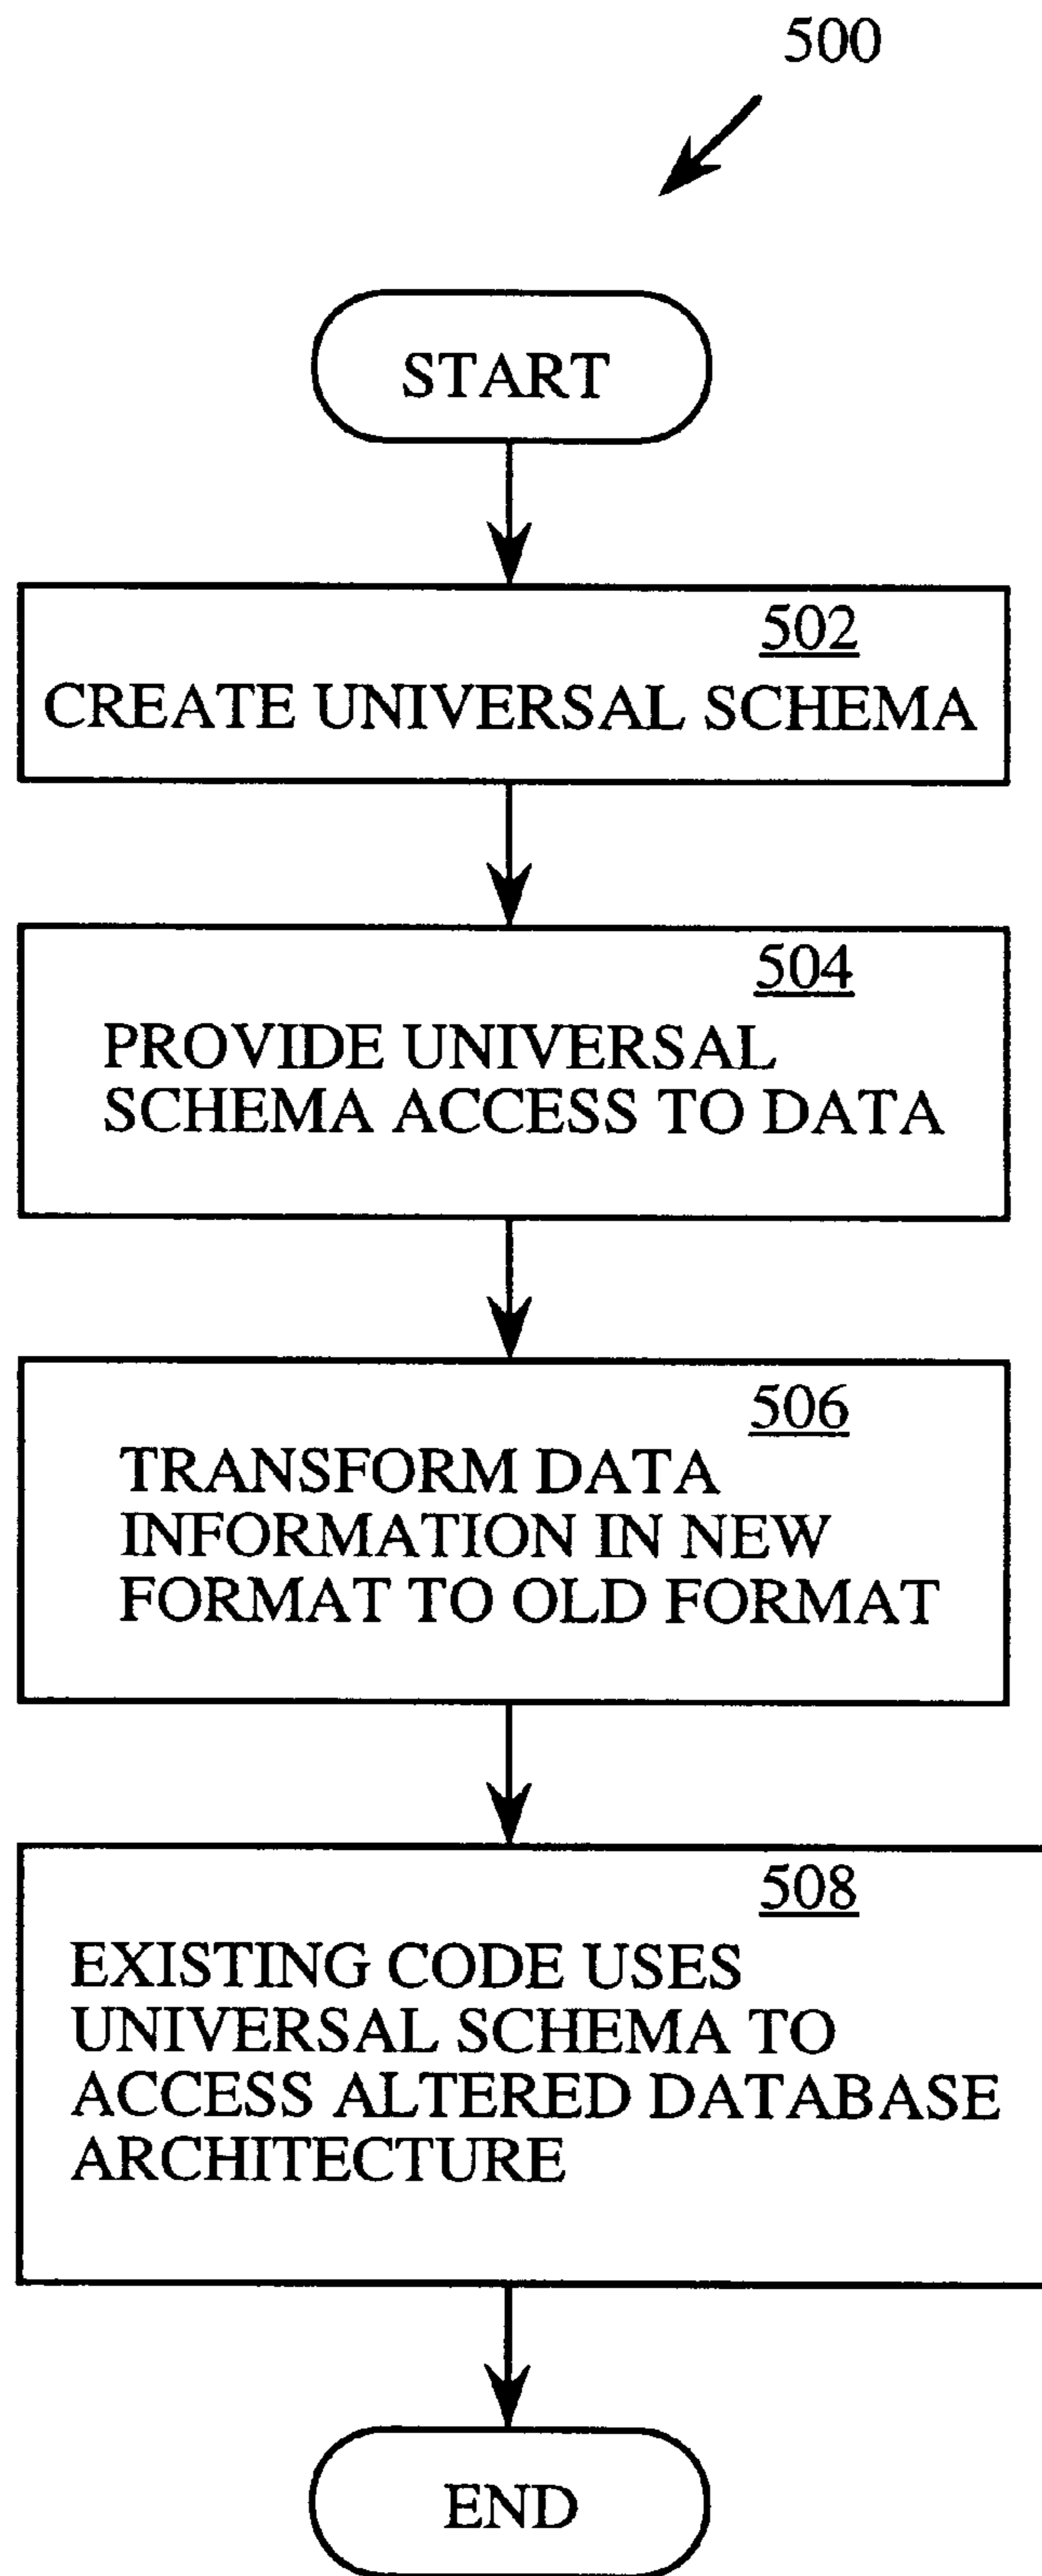 500
START
502
CREATE UNIVERSAL SCHEMA
504
PROVIDE UNIVERSAL
SCHEMA ACCESS TO DATA
506
TRANSFORM DATA
INFORMATION IN NEW
FORMAT TO OLD FORMAT
508
EXISTING CODE USES
UNIVERSAL SCHEMA TO
ACCESS ALTERED DATABASE
ARCHITECTURE
END